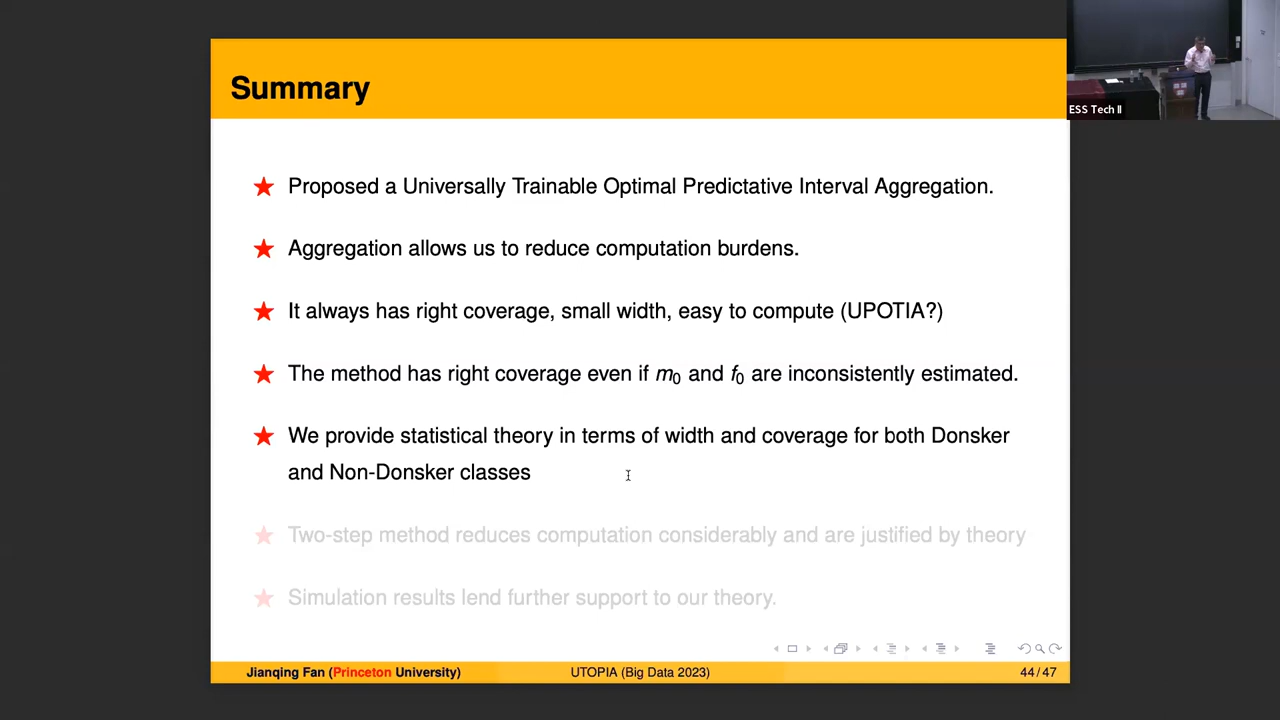 Summary
ESS Tech II
★ Proposed a Universally Trainable Optimal Predictative Interval Aggregation.
★ Aggregation allows us to reduce computation burdens.
★ It always has right coverage, small width, easy to compute (UPOTIA?)
★ The method has right coverage even if m₀ and f₀ are inconsistently estimated.
★ We provide statistical theory in terms of width and coverage for both Donsker
and Non-Donsker classes
★ Two-step method reduces computation considerably and are justified by theory
★ Simulation results lend further support to our theory.
Jianqing Fan (Princeton University) UTOPIA (Big Data 2023) 44 / 47